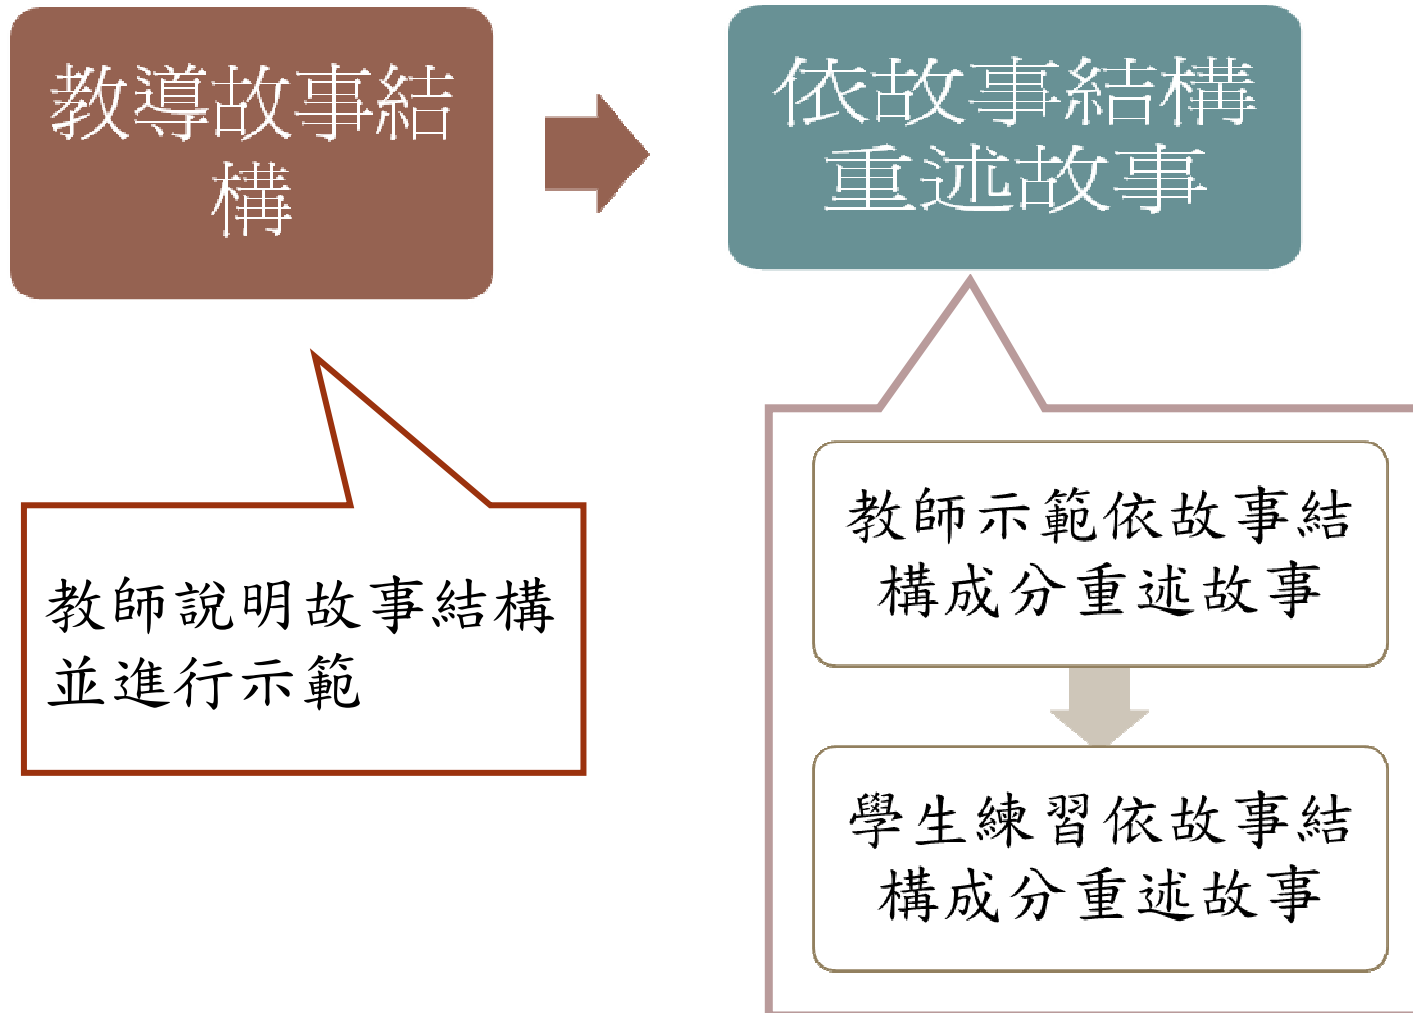 教導故事結
構
依故事結構
重述故事
教師說明故事結構
並進行示範
教師示範依故事結
構成分重述故事
學生練習依故事結
構成分重述故事